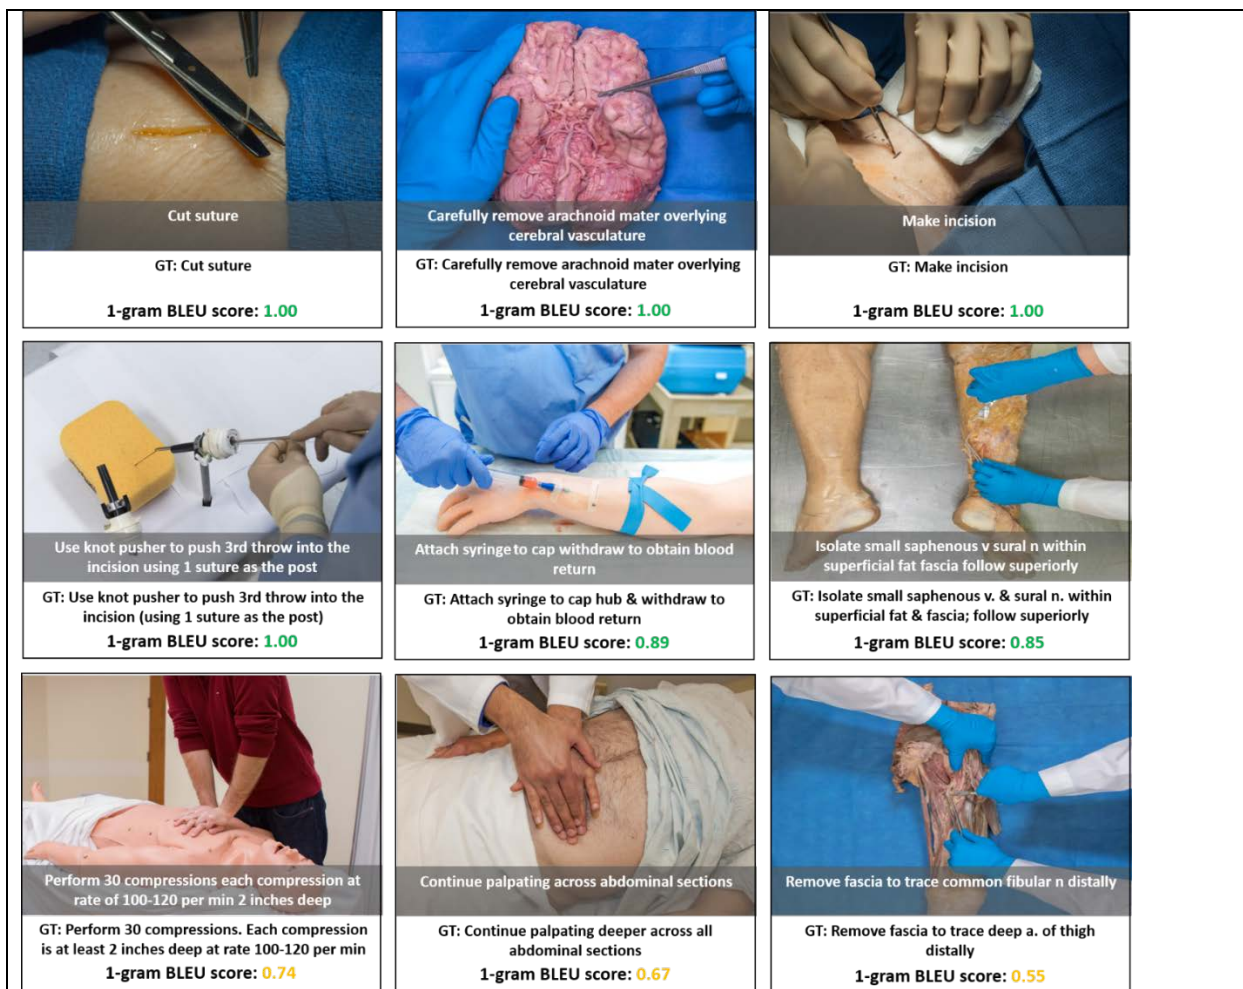 Cut suture
GT: Cut suture
1-gram BLEU score: 1.00
Carefully remove arachnoid mater overlying
cerebral vasculature
GT: Carefully remove arachnoid mater overlying
cerebral vasculature
1-gram BLEU score: 1.00
Make incision
GT: Make incision
1-gram BLEU score: 1.00
Use knot pusher to push 3rd throw into the
incision using 1 suture as the post
GT: Use knot pusher to push 3rd throw into the
incision (using 1 suture as the post)
1-gram BLEU score: 1.00
Attach syringe to cap withdraw to obtain blood
return
GT: Attach syringe to cap hub & withdraw to
obtain blood return
1-gram BLEU score: 0.89
Isolate small saphenous v sural n within
superficial fat fascia follow superiorly
GT: Isolate small saphenous v. & sural n. within
superficial fat & fascia; follow superiorly
1-gram BLEU score: 0.85
Perform 30 compressions each compression at
rate of 100-120 per min 2 inches deep
GT: Perform 30 compressions. Each compression
is at least 2 inches deep at rate 100-120 per min
1-gram BLEU score: 0.74
Continue palpating across abdominal sections
GT: Continue palpating deeper across all
abdominal sections
1-gram BLEU score: 0.67
Remove fascia to trace common fibular n distally
GT: Remove fascia to trace deep a. of thigh
distally
1-gram BLEU score: 0.55